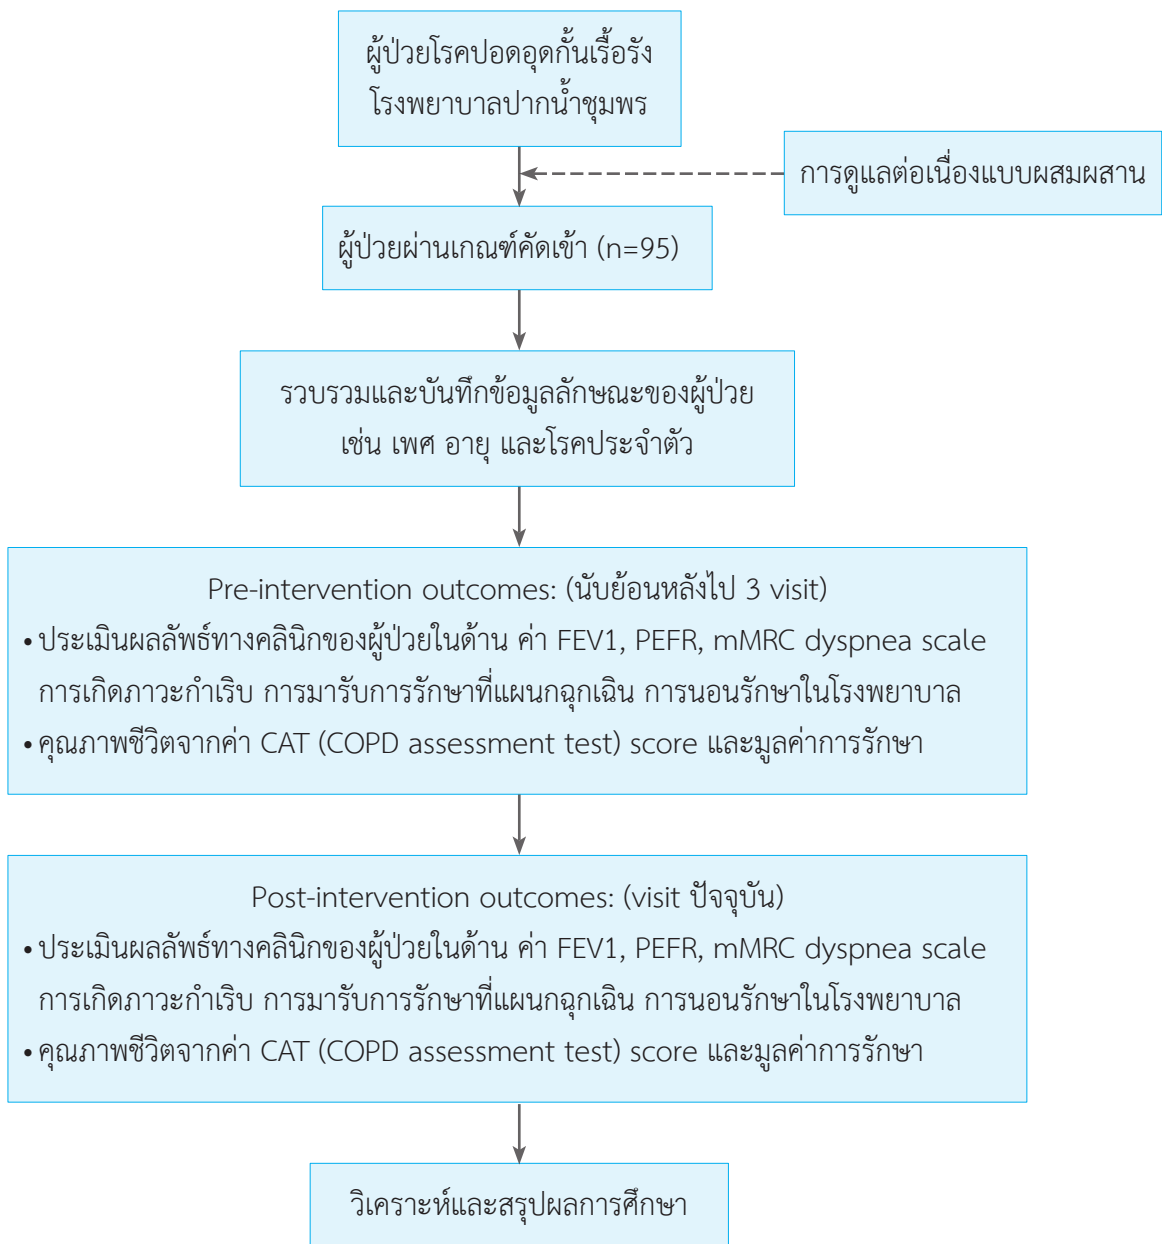 ผู้ป่วยโรคปอดอุดกั้นเรื้อรัง
โรงพยาบาลปากน้ำชุมพร
การดูแลต่อเนื่องแบบผสมผสาน
ผู้ป่วยผ่านเกณฑ์คัดเข้า (n=95)
รวบรวมและบันทึกข้อมูลลักษณะของผู้ป่วย
เช่น เพศ อายุ และโรคประจำตัว
Pre-intervention outcomes: (นับย้อนหลังไป 3 visit)
• ประเมินผลลัพธ์ทางคลินิกของผู้ป่วยในด้าน ค่า FEV1, PEFR, mMRC dyspnea scale
การเกิดภาวะกำเริบ การมารับการรักษาที่แผนกฉุกเฉิน การนอนรักษาในโรงพยาบาล
• คุณภาพชีวิตจากค่า CAT (COPD assessment test) score และมูลค่าการรักษา
Post-intervention outcomes: (visit ปัจจุบัน)
• ประเมินผลลัพธ์ทางคลินิกของผู้ป่วยในด้าน ค่า FEV1, PEFR, mMRC dyspnea scale
การเกิดภาวะกำเริบ การมารับการรักษาที่แผนกฉุกเฉิน การนอนรักษาในโรงพยาบาล
• คุณภาพชีวิตจากค่า CAT (COPD assessment test) score และมูลค่าการรักษา
วิเคราะห์และสรุปผลการศึกษา